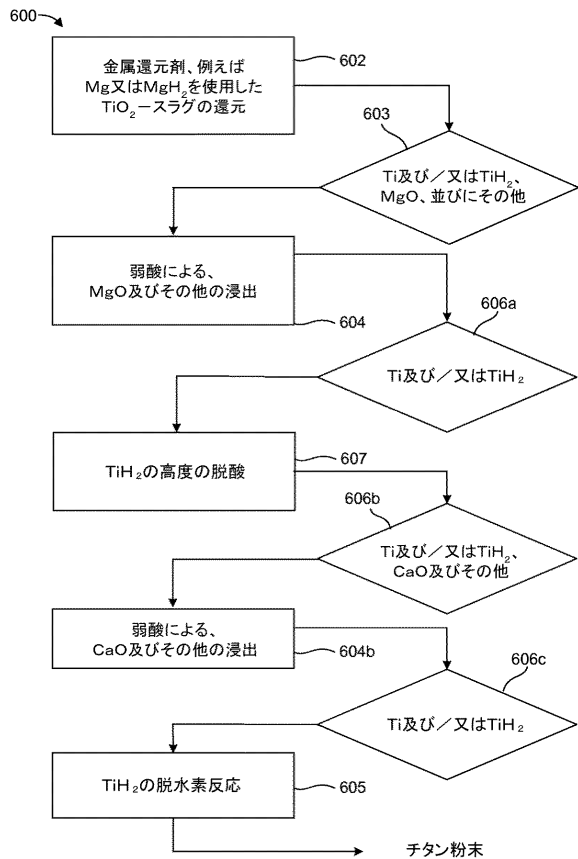 600
金属還元剤、例えば
Mg又はMgH₂を使用した
TiO₂－スラグの還元
602
603
Ti及び／又はTiH₂、
MgO、並びにその他
弱酸による、
MgO及びその他の浸出
604
606a
Ti及び／又はTiH₂
TiH₂の高度の脱酸
607
606b
Ti及び／又はTiH₂、
CaO及びその他
弱酸による、
CaO及びその他の浸出
604b
606c
Ti及び／又はTiH₂
TiH₂の脱水素反応
605
チタン粉末